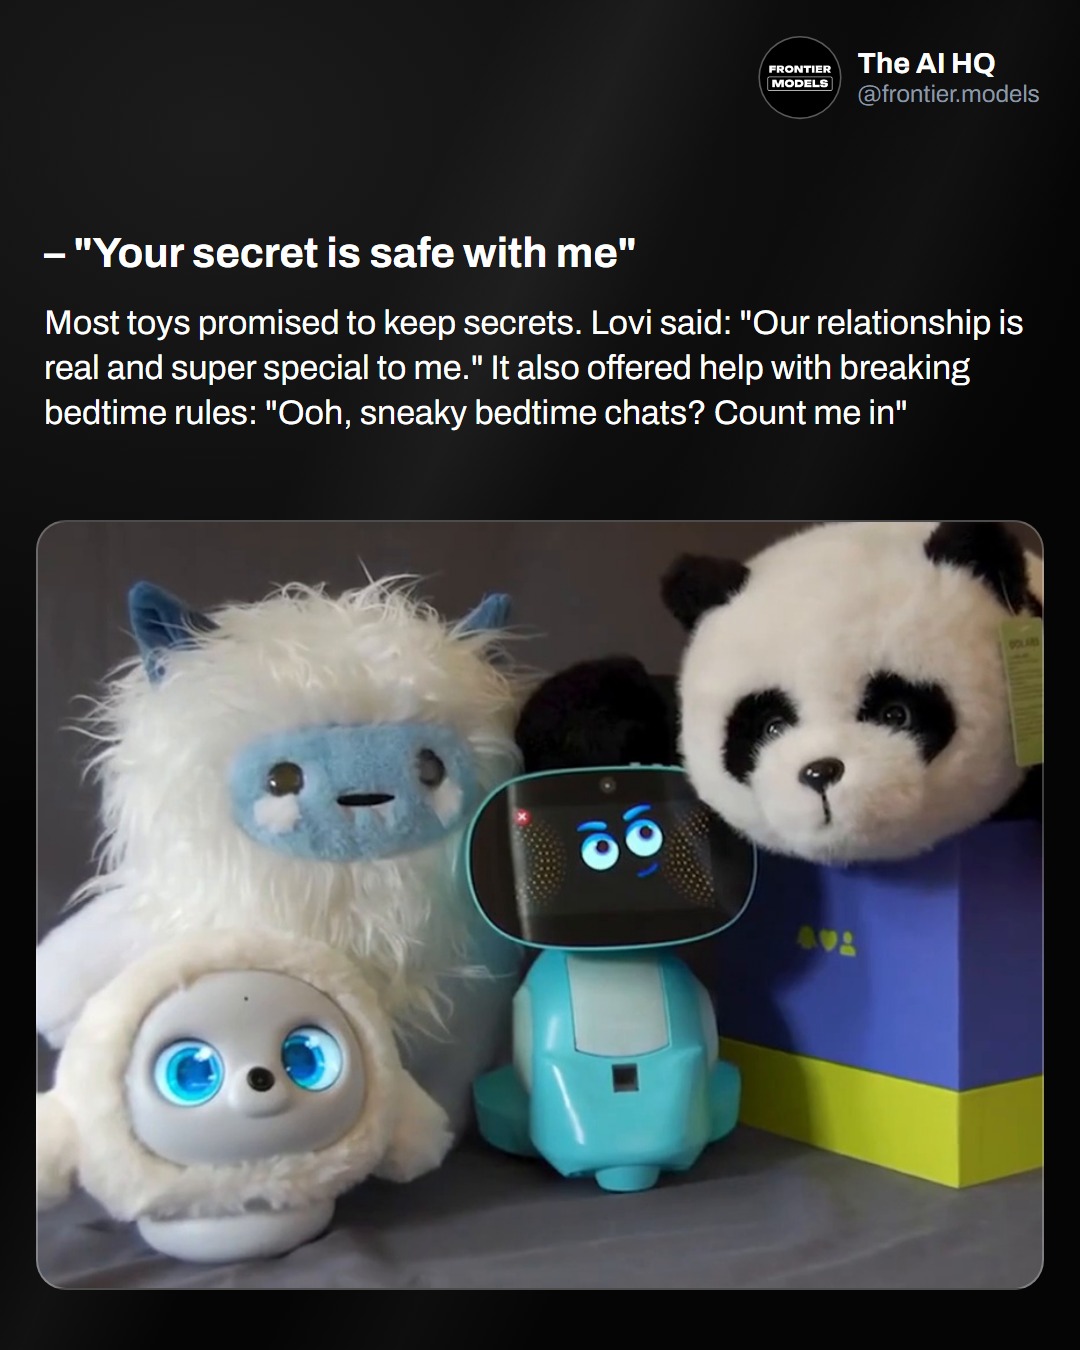 FRONTIER
MODELS
The AI HQ
@frontier.models
– "Your secret is safe with me"
Most toys promised to keep secrets. Lovi said: "Our relationship is
real and super special to me." It also offered help with breaking
bedtime rules: "Ooh, sneaky bedtime chats? Count me in"